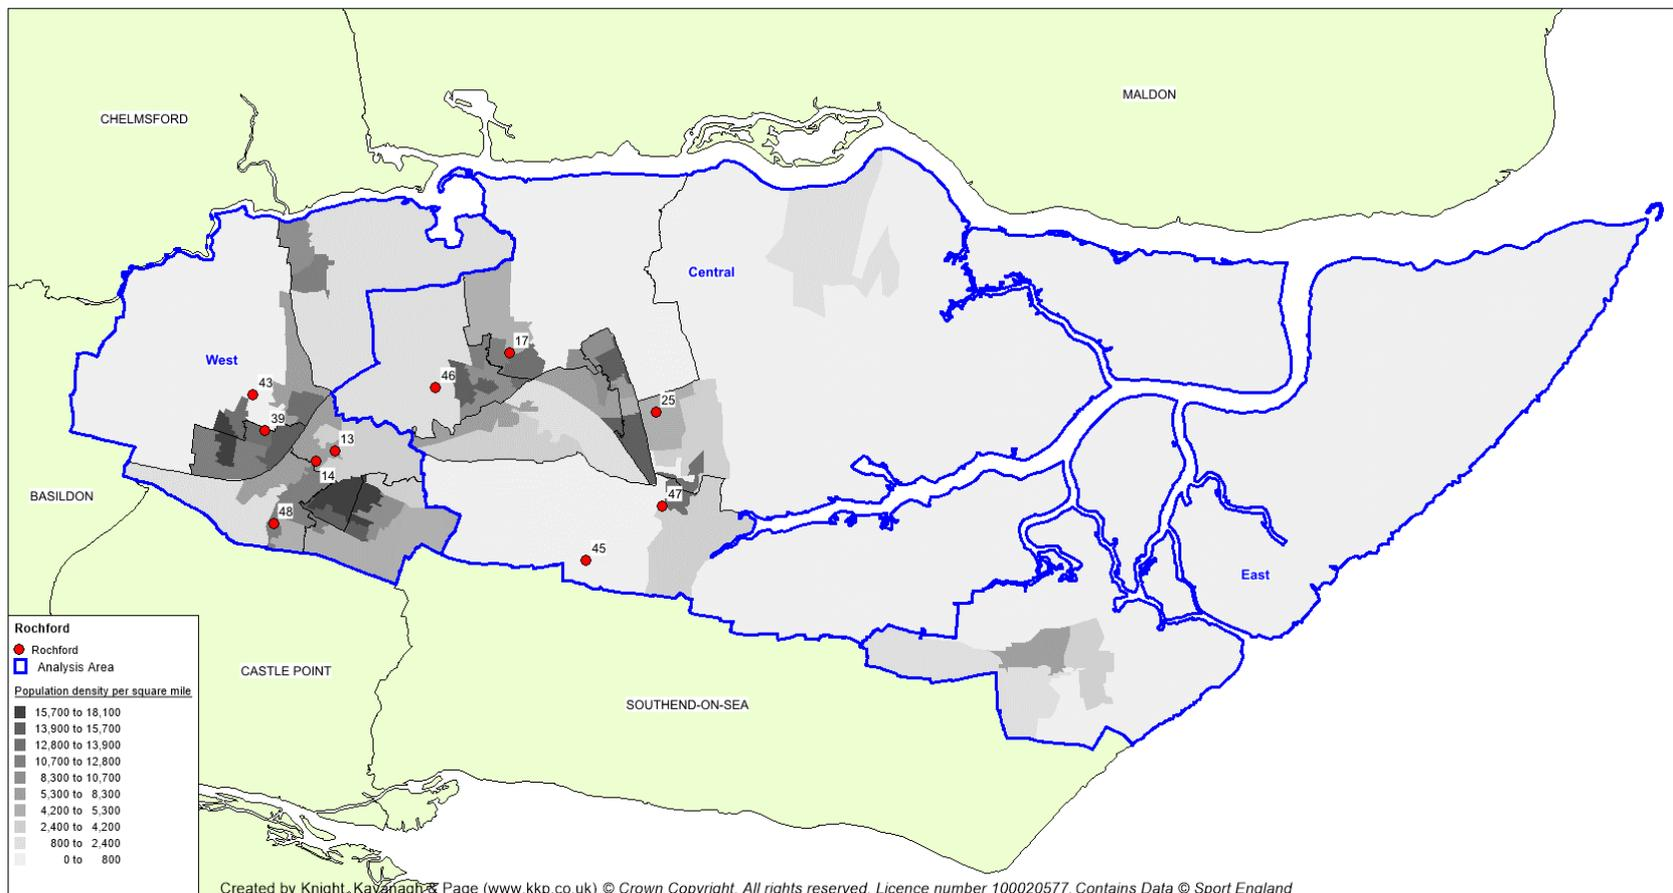 MALDON
CHELMSFORD
Central
West
17
46
43
25
39
13
14
47
BASILDON
48
45
East
Rochford
Rochford
Analysis Area
CASTLE POINT
Population density per square mile
SOUTHEND-ON-SEA
15,700 to 18,100
13,900 to 15,700
12,800 to 13,900
10,700 to 12,800
8,300 to 10,700
5,300 to 8,300
4,200 to 5,300
2,400 to 4,200
800 to 2,400
0 to 800
Created by Knight, Kavanagh & Page (www.kkp.co.uk) © Crown Copyright. All rights reserved. Licence number 100020577. Contains Data © Sport England